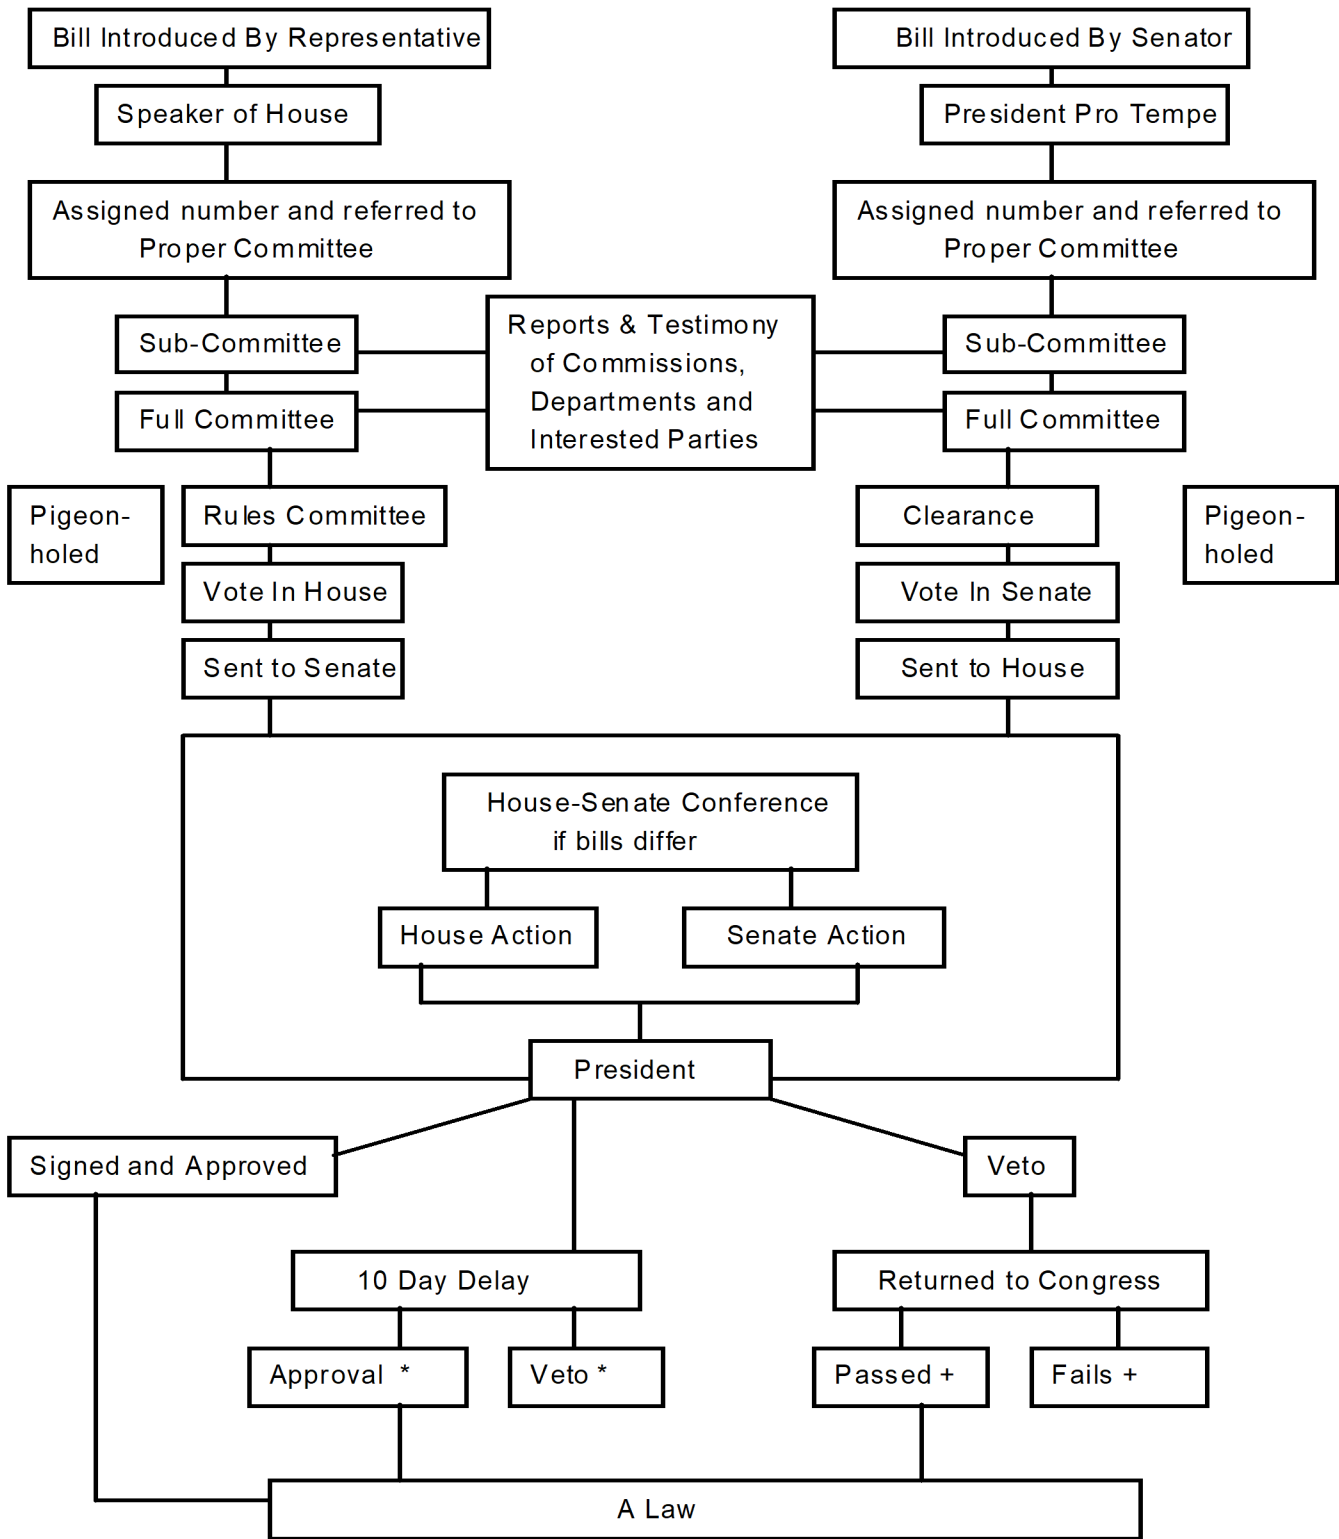 Bill Introduced By Representative
Bill Introduced By Senator
Speaker of House
President Pro Tempe
Assigned number and referred to
Proper Committee
Assigned number and referred to
Proper Committee
Reports & Testimony
of Commissions,
Departments and
Interested Parties
Sub-Committee
Sub-Committee
Full Committee
Full Committee
Pigeon-
holed
Rules Committee
Clearance
Pigeon-
holed
Vote In House
Vote In Senate
Sent to Senate
Sent to House
House-Senate Conference
if bills differ
House Action
Senate Action
President
Signed and Approved
Veto
10 Day Delay
Returned to Congress
Approval *
Veto *
Passed +
Fails +
A Law